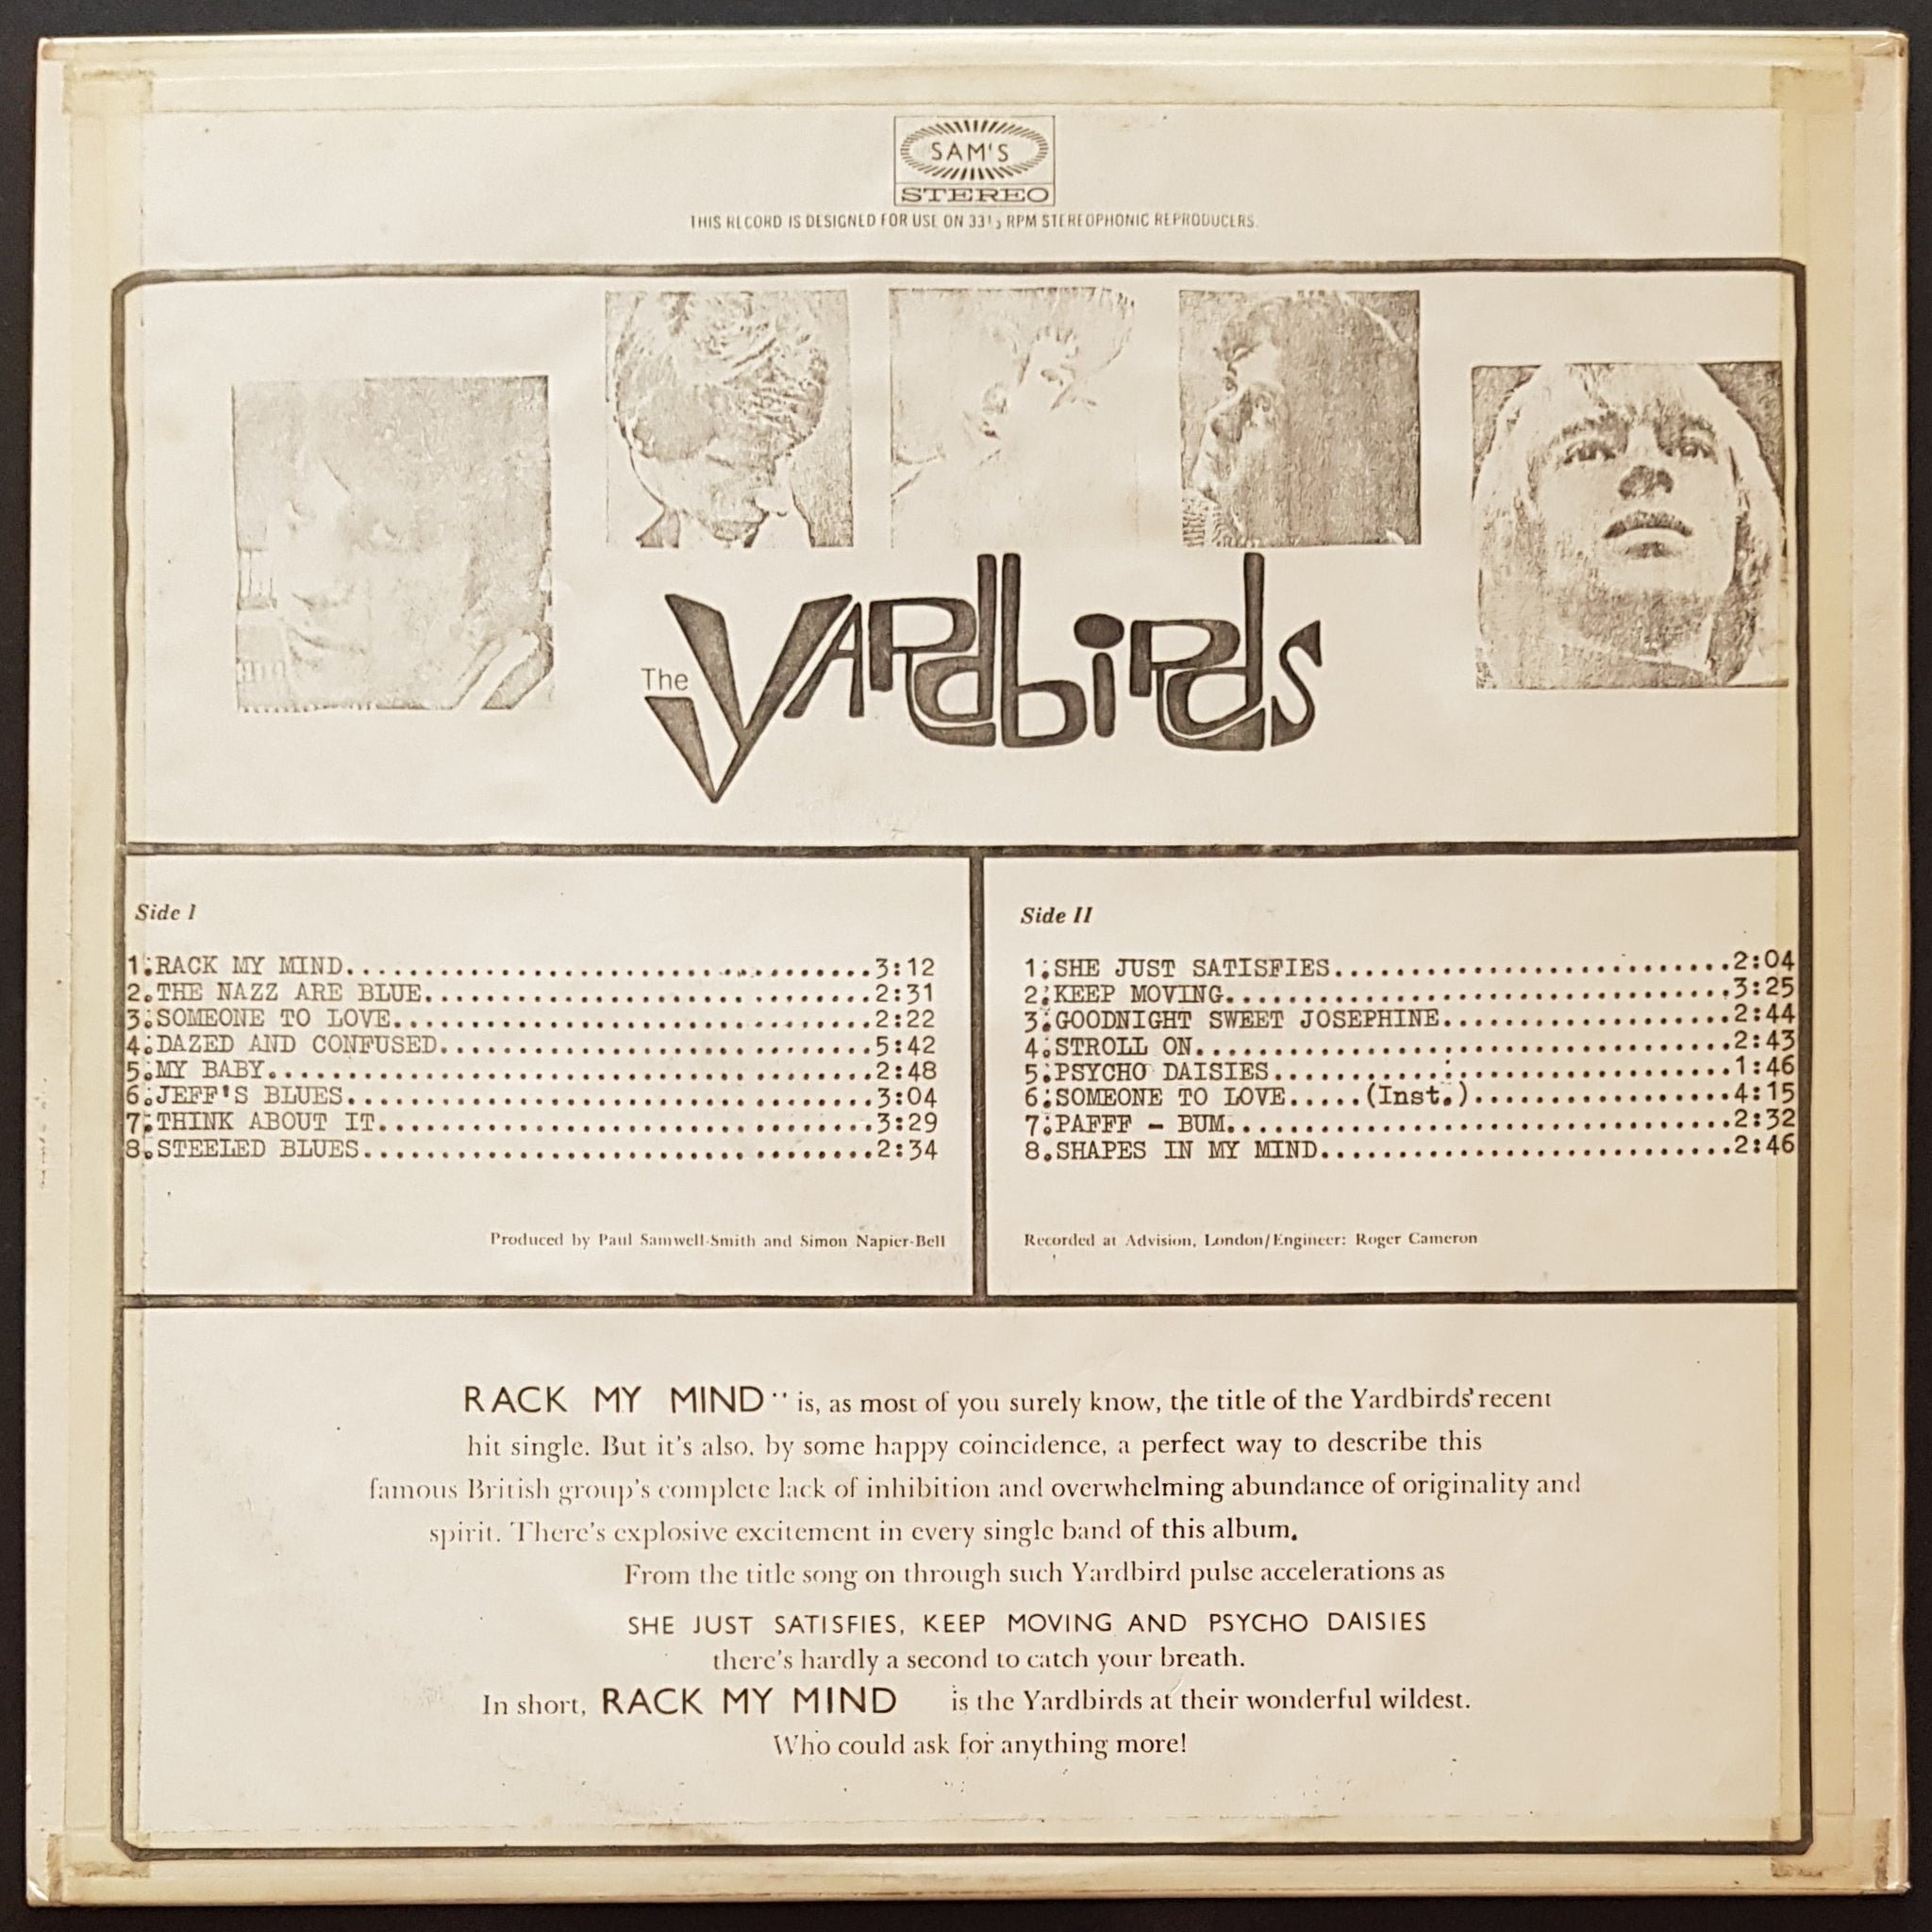 SAM'S
STEREO
THIS RECORD IS DESIGNED FOR USE ON 33⅓ RPM STEREOPHONIC REPRODUCERS.
The YARdbiRds
Side I
1.RACK MY MIND..................................3:12
2.THE NAZZ ARE BLUE.............................2:31
3.SOMEONE TO LOVE...............................2:22
4.DAZED AND CONFUSED............................5:42
5.MY BABY.......................................2:48
6.JEFF'S BLUES..................................3:04
7.THINK ABOUT IT................................3:29
8.STEELED BLUES.................................2:34
Produced by Paul Samwell-Smith and Simon Napier-Bell
Side II
1.SHE JUST SATISFIES..........................2:04
2.KEEP MOVING.................................3:25
3.GOODNIGHT SWEET JOSEPHINE...................2:44
4.STROLL ON...................................2:43
5.PSYCHO DAISIES..............................1:46
6.SOMEONE TO LOVE.....(Inst.).................4:15
7.PAFFF - BUM.................................2:32
8.SHAPES IN MY MIND...........................2:46
Recorded at Advision, London/Engineer: Roger Cameron
RACK MY MIND" is, as most of you surely know, the title of the Yardbirds' recent
hit single. But it's also, by some happy coincidence, a perfect way to describe this
famous British group's complete lack of inhibition and overwhelming abundance of originality and
spirit. There's explosive excitement in every single band of this album.
From the title song on through such Yardbird pulse accelerations as
SHE JUST SATISFIES, KEEP MOVING AND PSYCHO DAISIES
there's hardly a second to catch your breath.
In short, RACK MY MIND is the Yardbirds at their wonderful wildest.
Who could ask for anything more!